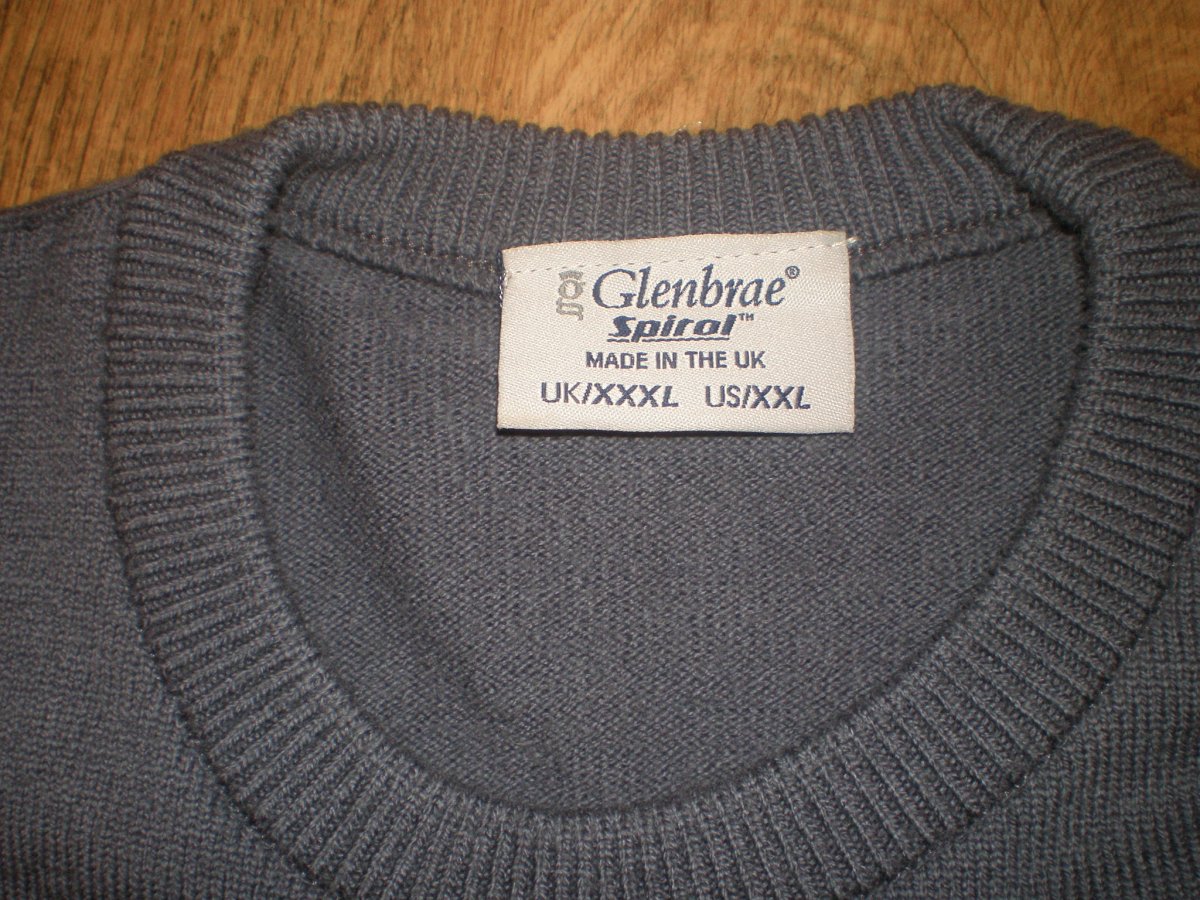 Glenbrae®
Spiral™
MADE IN THE UK
UK/XXXL US/XXL